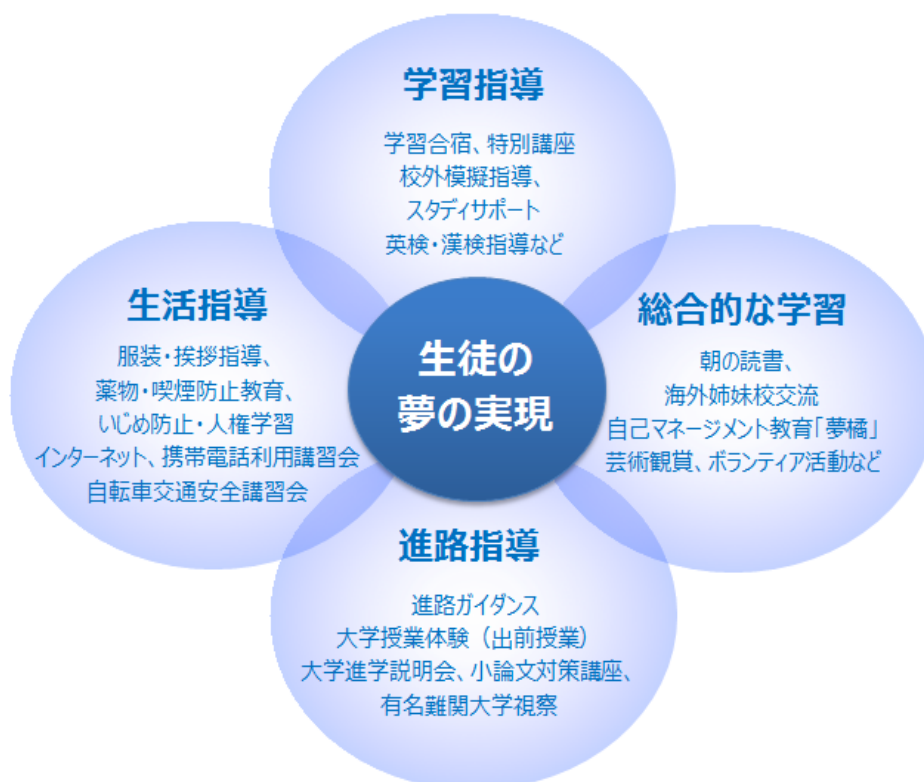 学習指導
学習合宿、特別講座
校外模擬指導、
スタディサポート
英検・漢検指導など
生活指導
服装・挨拶指導、
薬物・喫煙防止教育、
いじめ防止・人権学習
インターネット、携帯電話利用講習会
自転車交通安全講習会
生徒の
夢の実現
総合的な学習
朝の読書、
海外姉妹校交流
自己マネージメント教育「夢橘」
芸術観賞、ボランティア活動など
進路指導
進路ガイダンス
大学授業体験（出前授業）
大学進学説明会、小論文対策講座、
有名難関大学視察